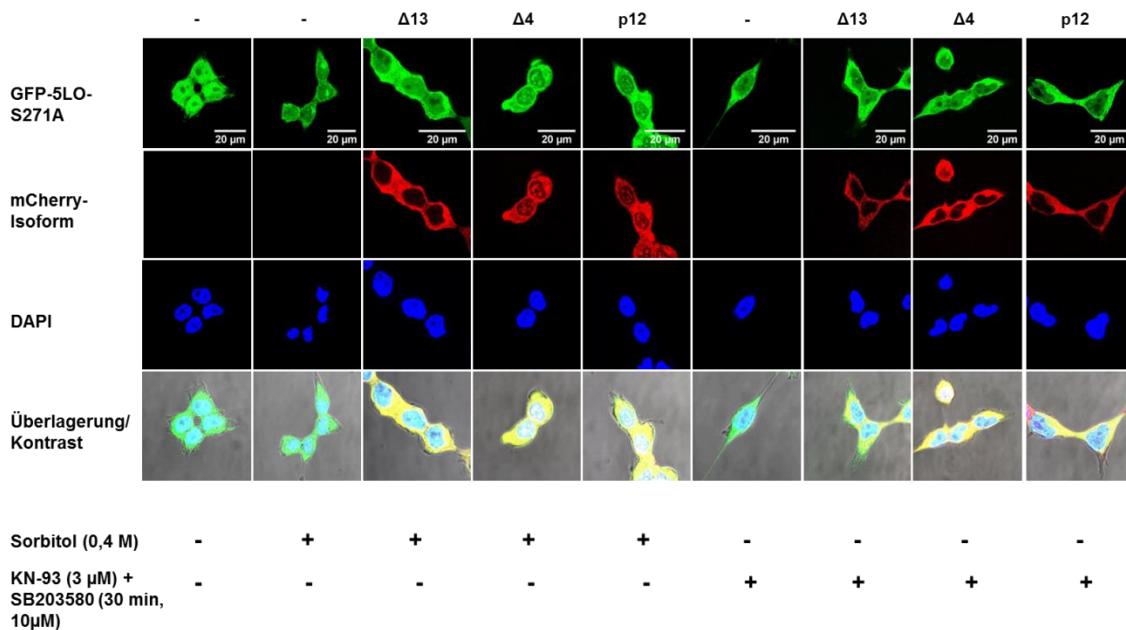 - - Δ13 Δ4 p12 - Δ13 Δ4 p12
GFP-5LO-
S271A
20 µm 20 µm 20 µm 20 µm 20 µm 20 µm 20 µm 20 µm 20 µm
mCherry-
Isoform
DAPI
Überlagerung/
Kontrast
Sorbitol (0,4 M) - + + + + - - - -
KN-93 (3 µM) + - - - - - + + + +
SB203580 (30 min,
10µM)